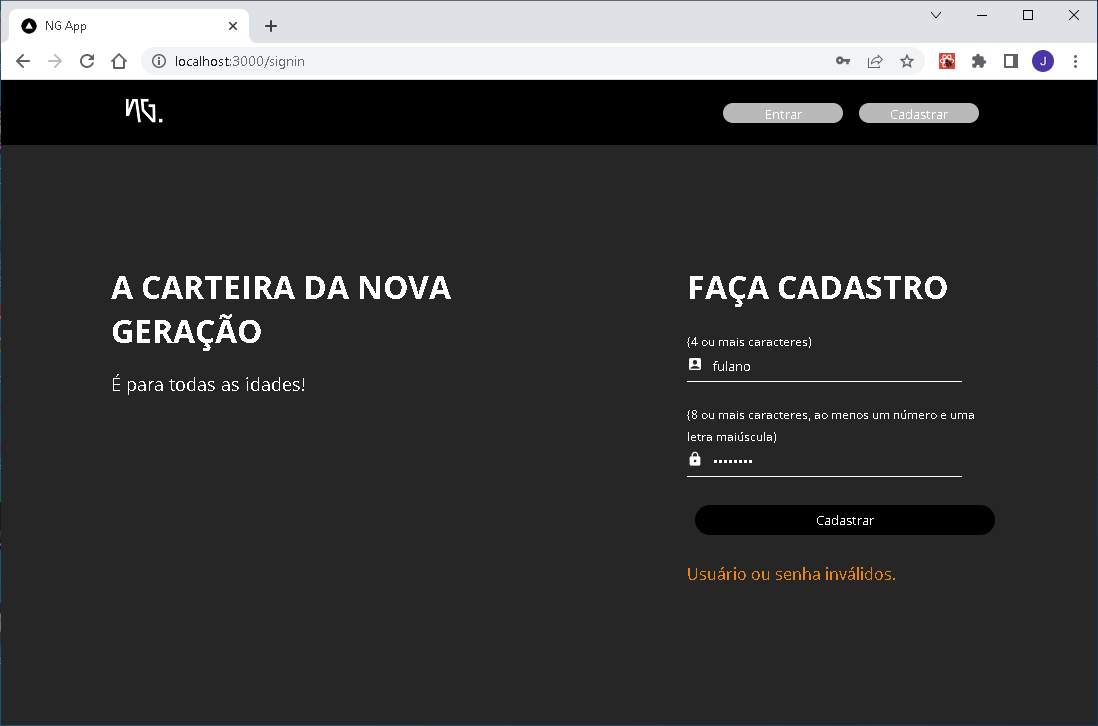 NG App
localhost:3000/signin
J
NG.
Entrar
Cadastrar
A CARTEIRA DA NOVA
GERAÇÃO
É para todas as idades!
FAÇA CADASTRO
(4 ou mais caracteres)
fulano
(8 ou mais caracteres, ao menos um número e uma
letra maiúscula)
••••••••
Cadastrar
Usuário ou senha inválidos.